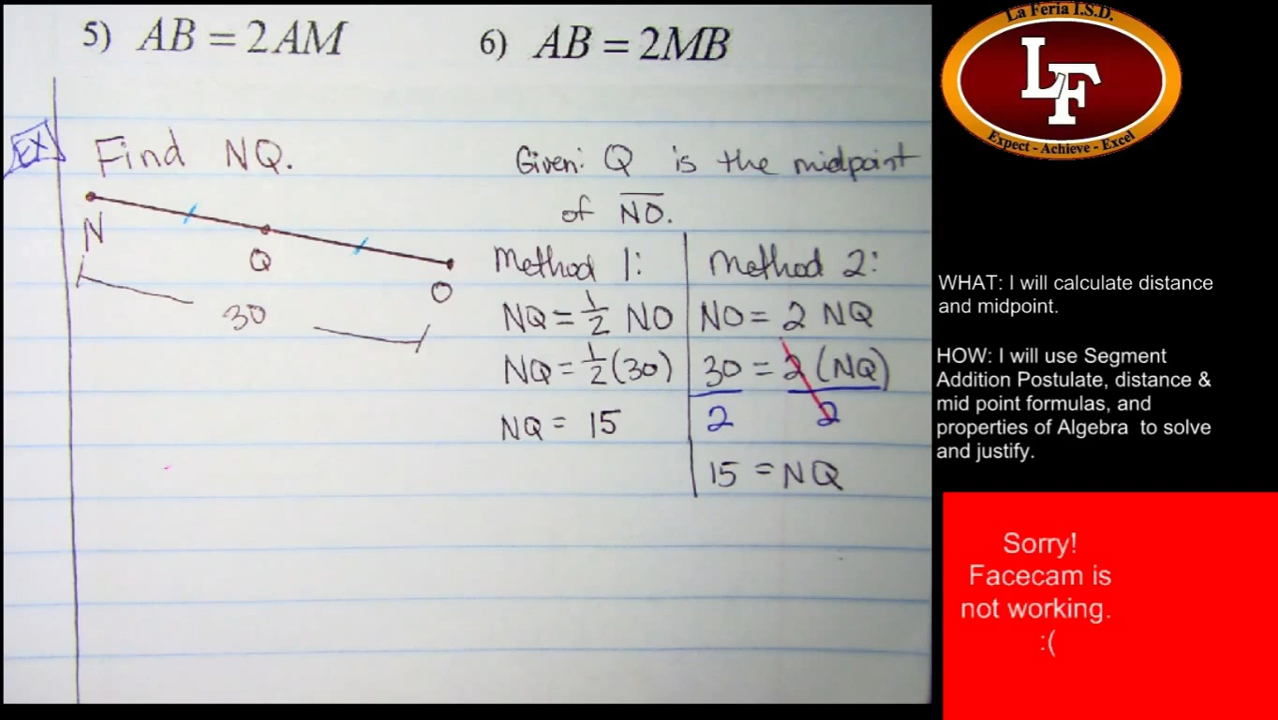 5) AB = 2AM
6) AB = 2MB
EX
Find NQ.
N
Q
O
30
Given: Q is the midpoint
of NO.
Method 1:
NQ = 1/2 NO
NQ = 1/2 (30)
NQ = 15
Method 2:
NO = 2 NQ
30 = 2 (NQ)
2 2
15 = NQ
La Feria I.S.D.
LF
Expect - Achieve - Excel
WHAT: I will calculate distance
and midpoint.
HOW: I will use Segment
Addition Postulate, distance &
mid point formulas, and
properties of Algebra to solve
and justify.
Sorry!
Facecam is
not working.
:(